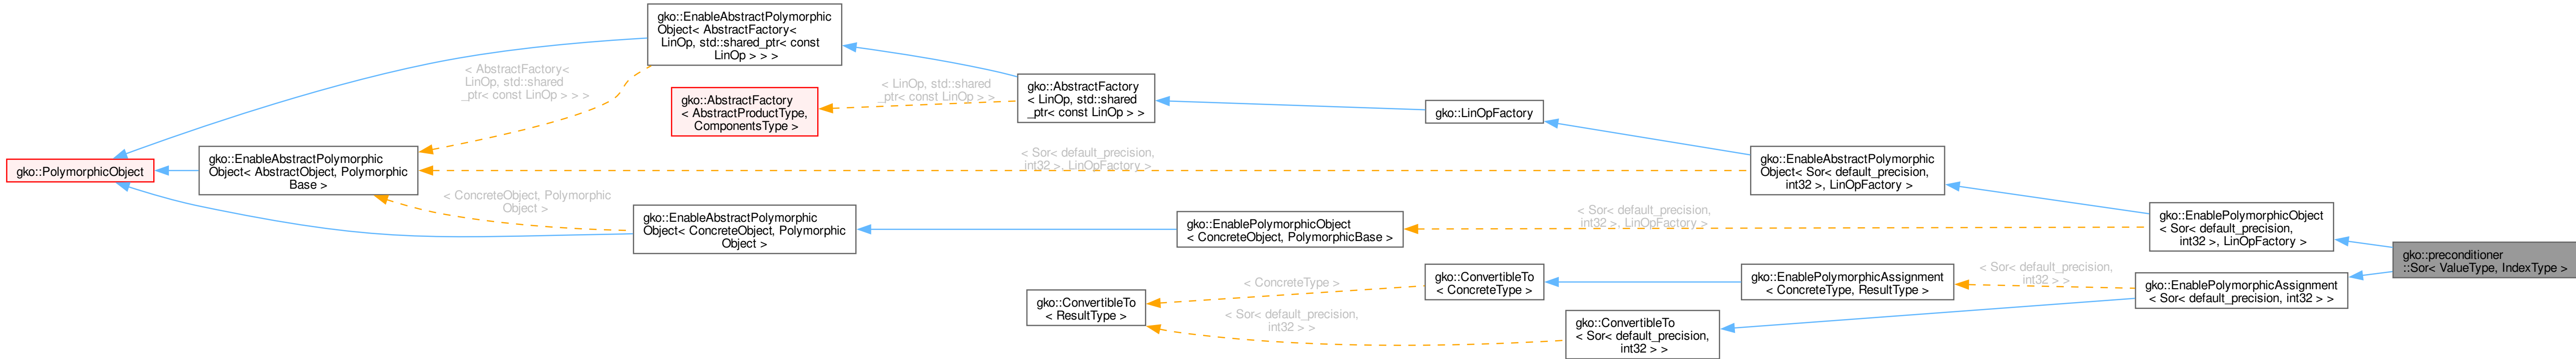 gko::PolymorphicObject
gko::EnableAbstractPolymorphic
Object< AbstractObject, Polymorphic
Base >
gko::EnableAbstractPolymorphic
Object< AbstractFactory<
LinOp, std::shared_ptr< const
LinOp > > >
< AbstractFactory<
LinOp, std::shared
_ptr< const LinOp > > >
gko::AbstractFactory
< AbstractProductType,
ComponentsType >
< LinOp, std::shared
_ptr< const LinOp > >
gko::AbstractFactory
< LinOp, std::shared
_ptr< const LinOp > >
gko::LinOpFactory
< Sor< default_precision,
int32 >, LinOpFactory >
gko::EnableAbstractPolymorphic
Object< Sor< default_precision,
int32 >, LinOpFactory >
< ConcreteObject, Polymorphic
Object >
gko::EnableAbstractPolymorphic
Object< ConcreteObject, Polymorphic
Object >
gko::EnablePolymorphicObject
< ConcreteObject, PolymorphicBase >
< Sor< default_precision,
int32 >, LinOpFactory >
gko::EnablePolymorphicObject
< Sor< default_precision,
int32 >, LinOpFactory >
gko::preconditioner
::Sor< ValueType, IndexType >
gko::ConvertibleTo
< ResultType >
< ConcreteType >
gko::ConvertibleTo
< ConcreteType >
gko::EnablePolymorphicAssignment
< ConcreteType, ResultType >
< Sor< default_precision,
int32 > >
gko::EnablePolymorphicAssignment
< Sor< default_precision, int32 > >
< Sor< default_precision,
int32 > >
gko::ConvertibleTo
< Sor< default_precision,
int32 > >